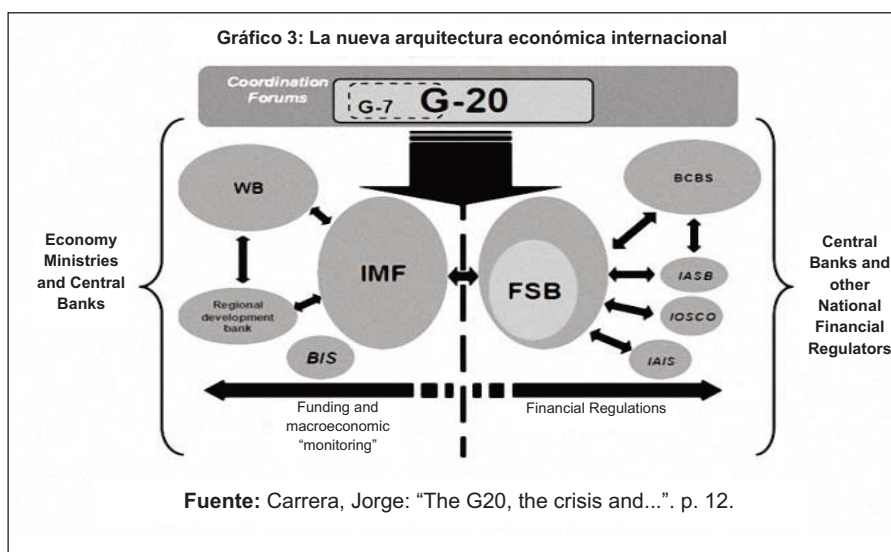 Gráfico 3: La nueva arquitectura económica internacional
Coordination
Forums
G-7
G-20
WB
BCBS
Economy
Ministries
and Central
Banks
IMF
FSB
IASB
IOSCO
IAIS
Regional
development
bank
BIS
Central
Banks and
other
National
Financial
Regulators
Funding and
macroeconomic
“monitoring”
Financial Regulations
Fuente: Carrera, Jorge: “The G20, the crisis and...”. p. 12.